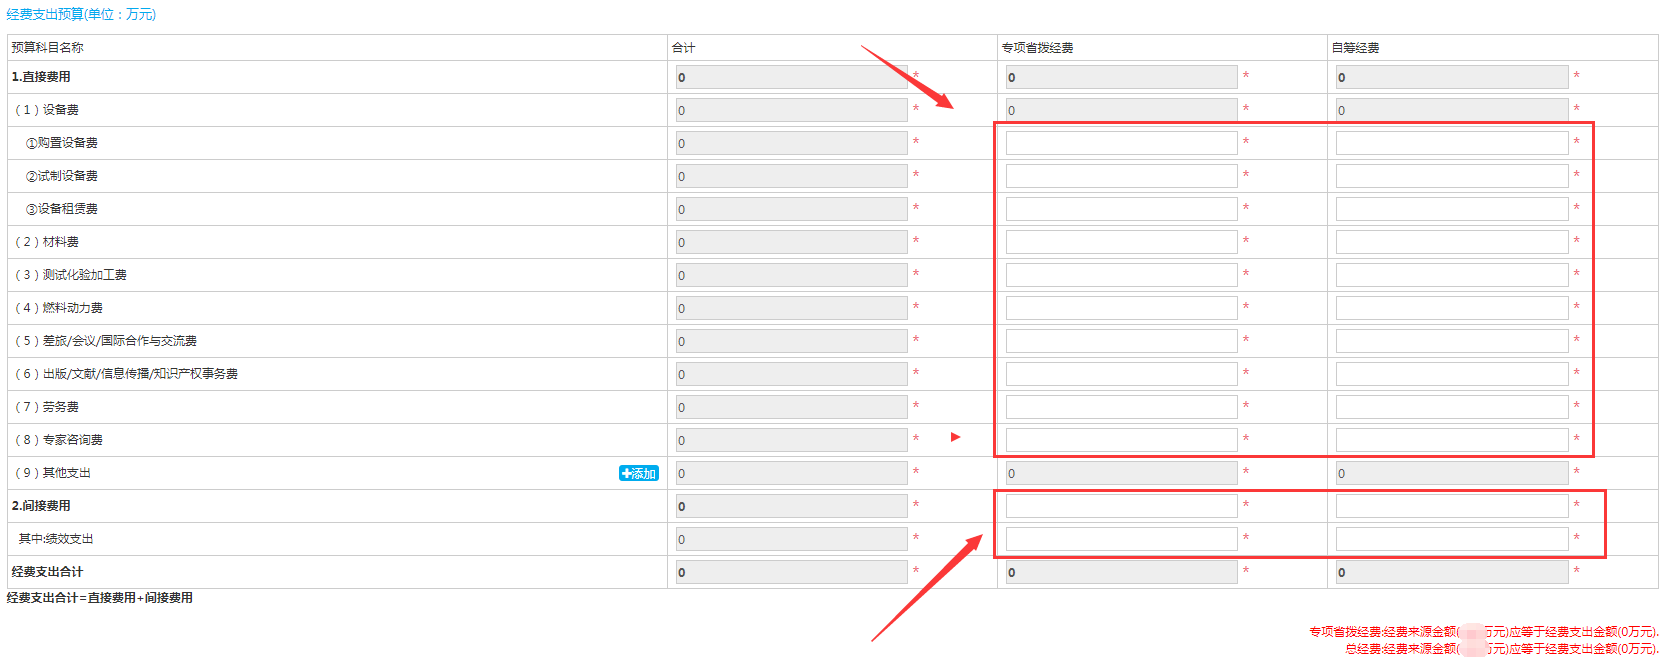 经费支出预算(单位：万元)
预算科目名称 合计 专项省拨经费 自筹经费
1.直接费用 0 * 0 * 0 *
（1）设备费 0 * 0 * 0 *
①购置设备费 0 * * *
②试制设备费 0 * * *
③设备租赁费 0 * * *
（2）材料费 0 * * *
（3）测试化验加工费 0 * * *
（4）燃料动力费 0 * * *
（5）差旅/会议/国际合作与交流费 0 * * *
（6）出版/文献/信息传播/知识产权事务费 0 * * *
（7）劳务费 0 * * *
（8）专家咨询费 0 * * *
（9）其他支出 +添加 0 * 0 * 0 *
2.间接费用 0 * * *
其中:绩效支出 0 * * *
经费支出合计 0 * 0 * 0 *
经费支出合计=直接费用+间接费用
专项省拨经费:经费来源金额( 万元)应等于经费支出金额(0万元).
总经费:经费来源金额( 万元)应等于经费支出金额(0万元).